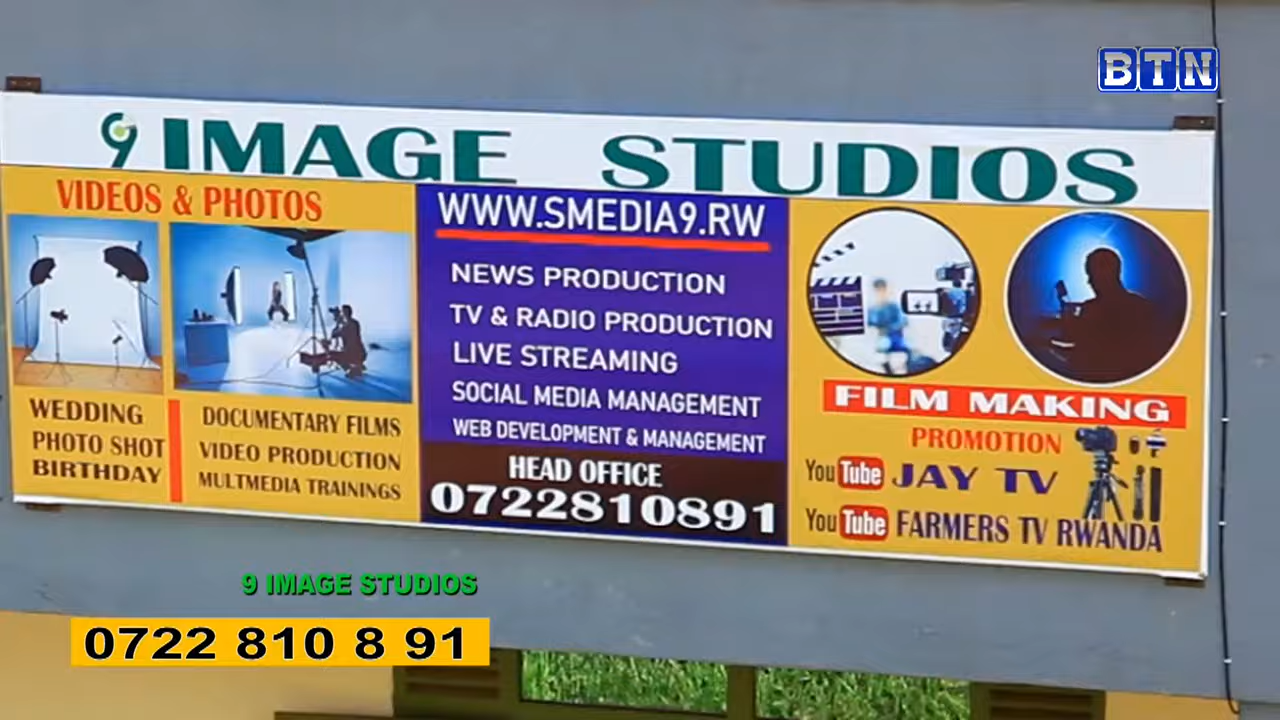 BTN
9 IMAGE STUDIOS
VIDEOS & PHOTOS
WEDDING
PHOTO SHOT
BIRTHDAY
DOCUMENTARY FILMS
VIDEO PRODUCTION
MULTMEDIA TRAININGS
WWW.SMEDIA9.RW
NEWS PRODUCTION
TV & RADIO PRODUCTION
LIVE STREAMING
SOCIAL MEDIA MANAGEMENT
WEB DEVELOPMENT & MANAGEMENT
HEAD OFFICE
0722810891
FILM MAKING
PROMOTION
YouTube JAY TV
YouTube FARMERS TV RWANDA
9 IMAGE STUDIOS
0722 810 8 91